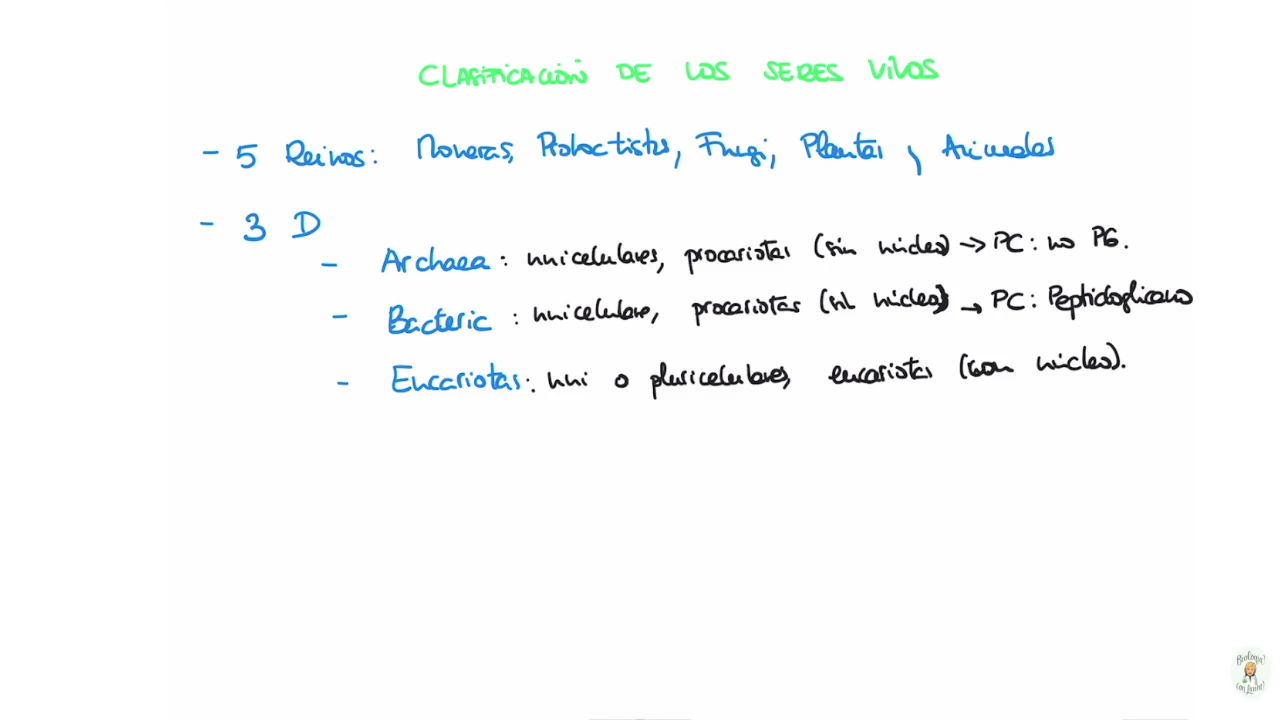 CLASIFICACIÓN DE LOS SERES VIVOS
- 5 Reinos: Moneras, Protoctistas, Fungi, Plantas y Animales
- 3 D
- Archaea: unicelulares, procariotas (sin núcleo) → PC: no PG.
- Bacteria: unicelulares, procariotas (sin núcleo) → PC: Peptidoglicano
- Eucariotas: uni o pluricelulares, eucariotas (con núcleo).
Biología